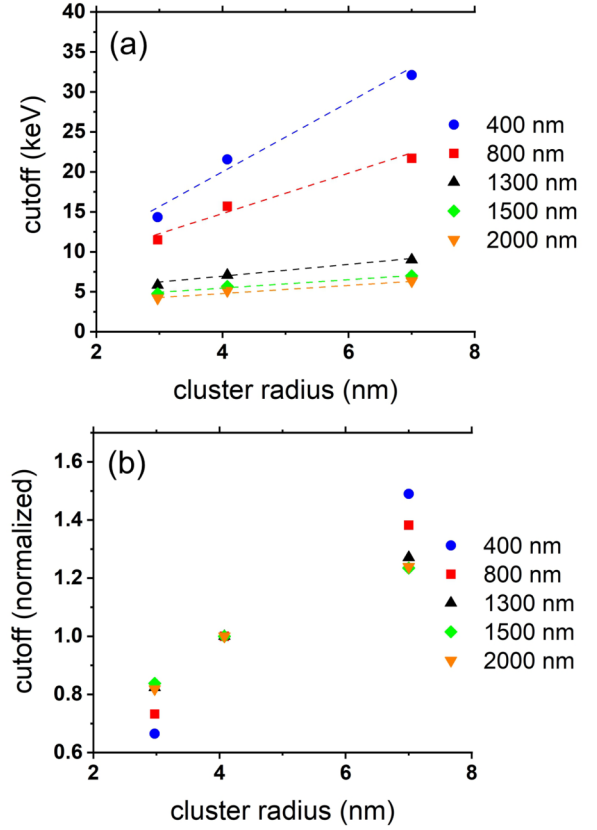 (a)
cutoff (keV)
40
35
30
25
20
15
10
5
0
2
4
6
8
cluster radius (nm)
400 nm
800 nm
1300 nm
1500 nm
2000 nm
(b)
cutoff (normalized)
1.6
1.4
1.2
1.0
0.8
0.6
2
4
6
8
cluster radius (nm)
400 nm
800 nm
1300 nm
1500 nm
2000 nm